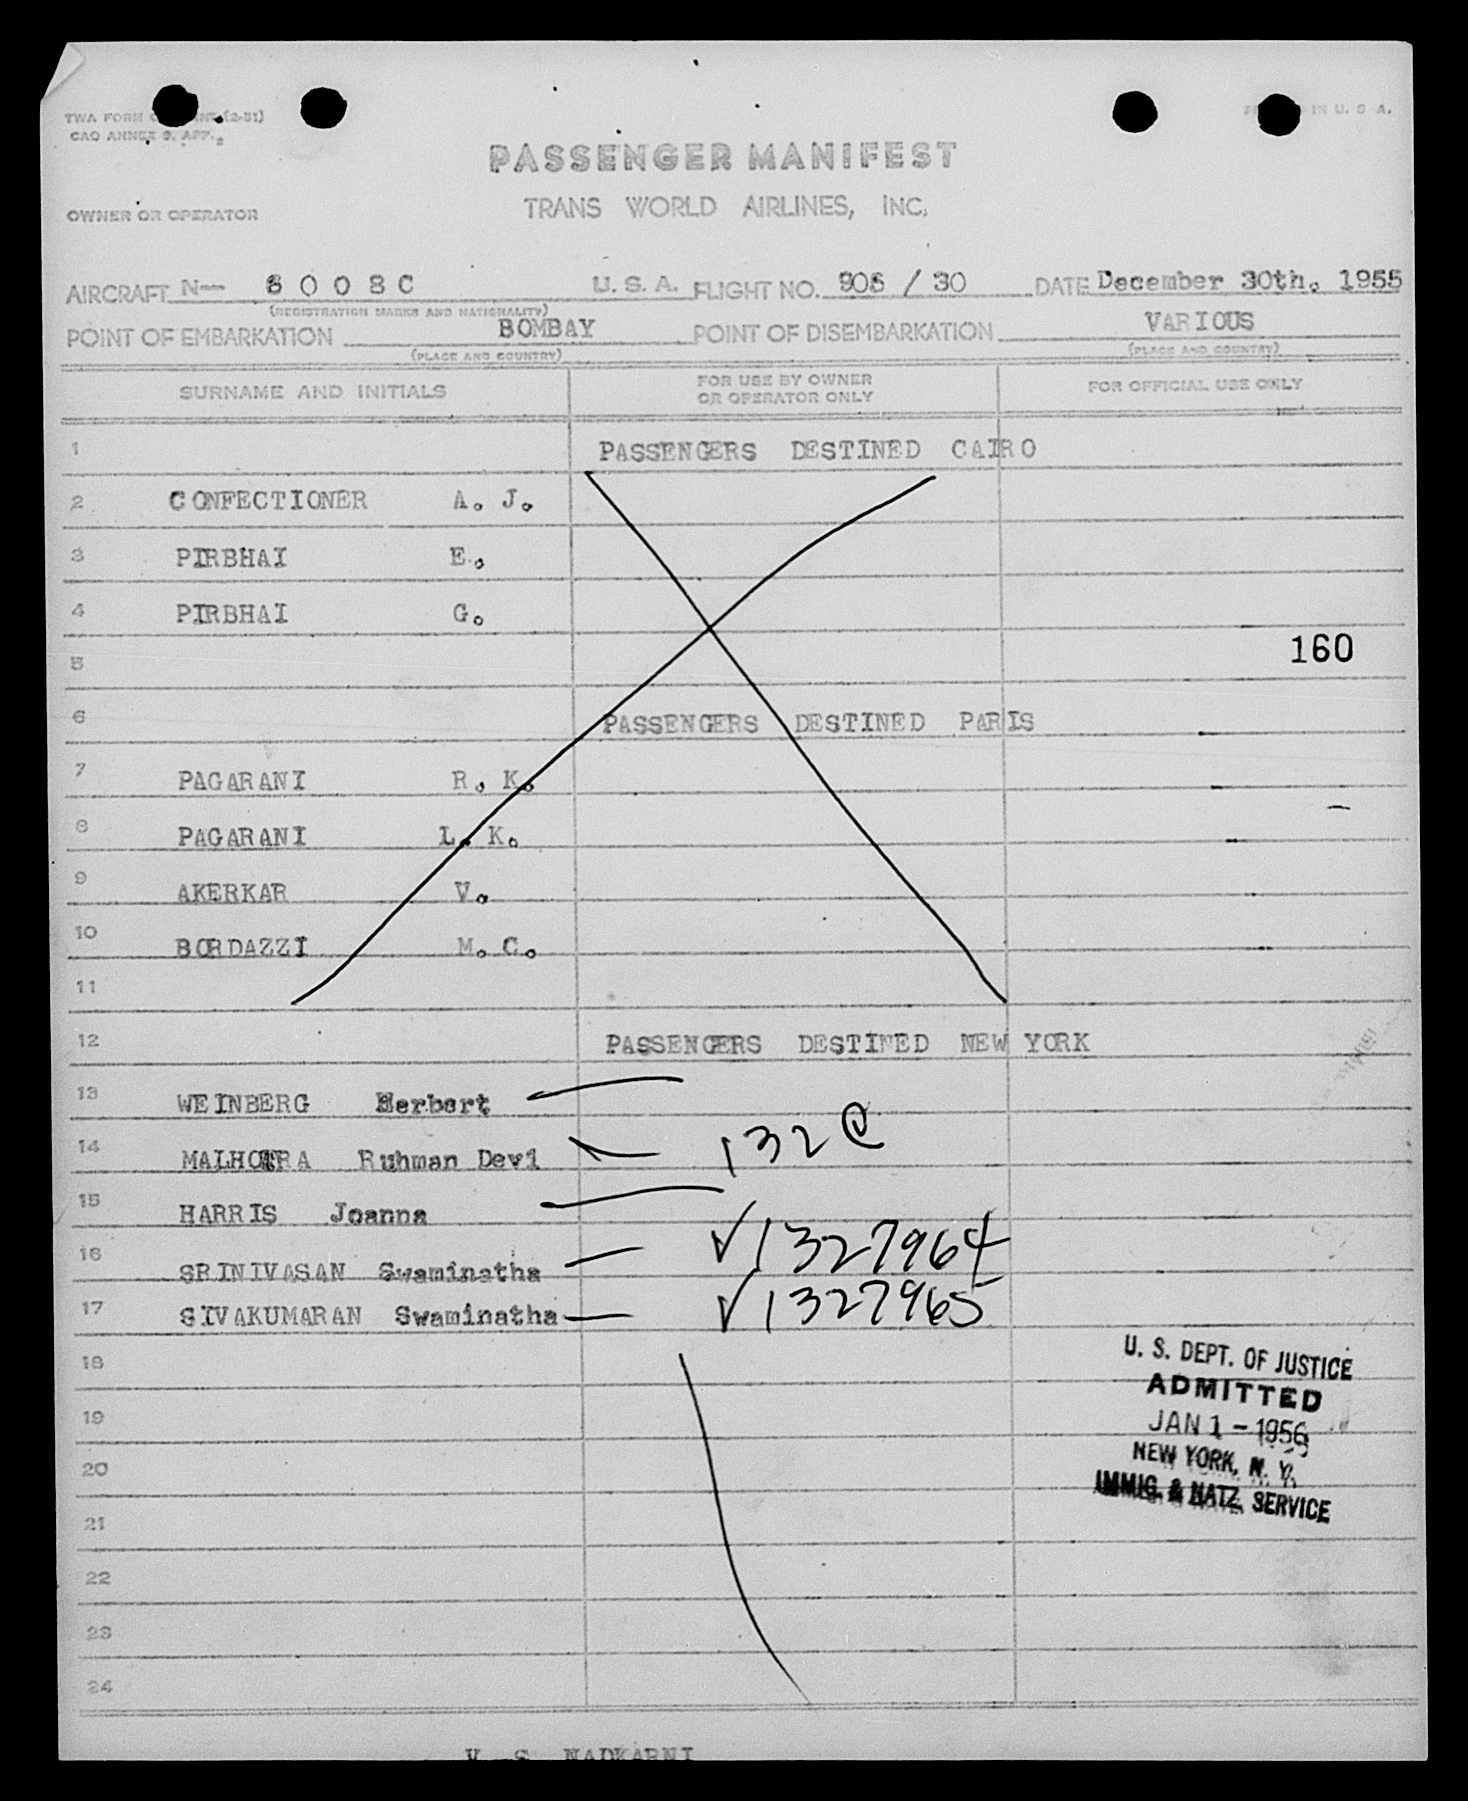 TWA FORM (2-51)
PRINTED IN U. S. A.
CAO ANNEX 9, APP.
PASSENGER MANIFEST
OWNER OR OPERATOR TRANS WORLD AIRLINES, INC.
AIRCRAFT N-- 6008C U.S.A. FLIGHT NO. 906 / 30 DATE December 30th, 1955
(REGISTRATION MARKS AND NATIONALITY)
POINT OF EMBARKATION BOMBAY POINT OF DISEMBARKATION VARIOUS
(PLACE AND COUNTRY) (PLACE AND COUNTRY)
SURNAME AND INITIALS FOR USE BY OWNER OR OPERATOR ONLY FOR OFFICIAL USE ONLY
1 PASSENGERS DESTINED CAIRO
2 CONFECTIONER A. J.
3 PIRBHAI E.
4 PIRBHAI G.
160
5
6 PASSENGERS DESTINED PARIS
7 PAGARANI R. K.
8 PAGARANI L. K.
9 AKERKAR V.
10 BORDAZZI M. C.
11
12 PASSENGERS DESTINED NEW YORK
13 WEINBERG Herbert
14 MALHOTRA Ruhman Devi 132
15 HARRIS Joanna
16 SRINIVASAN Swaminatha ✓1327964
17 SIVAKUMARAN Swaminatha ✓1327965
18
19
20
21
22
23
24
U. S. DEPT. OF JUSTICE
ADMITTED
JAN 1 - 1956
NEW YORK, N. Y.
IMMIG. & NATZ. SERVICE
V. S. NADKARNI